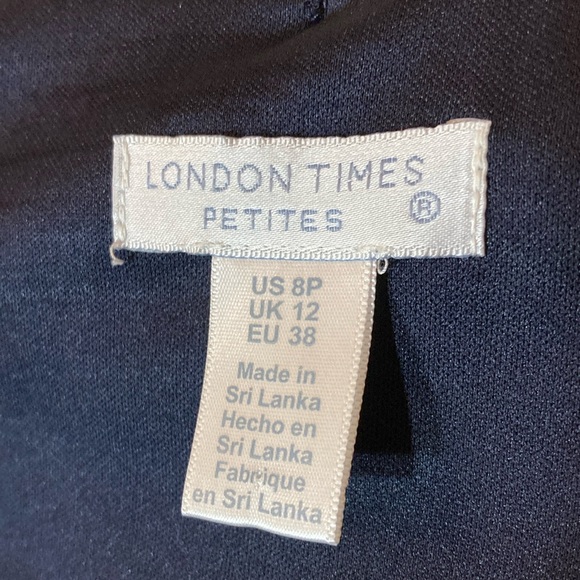 LONDON TIMES
PETITES ®
US 8P
UK 12
EU 38
Made in
Sri Lanka
Hecho en
Sri Lanka
Fabrique
en Sri Lanka